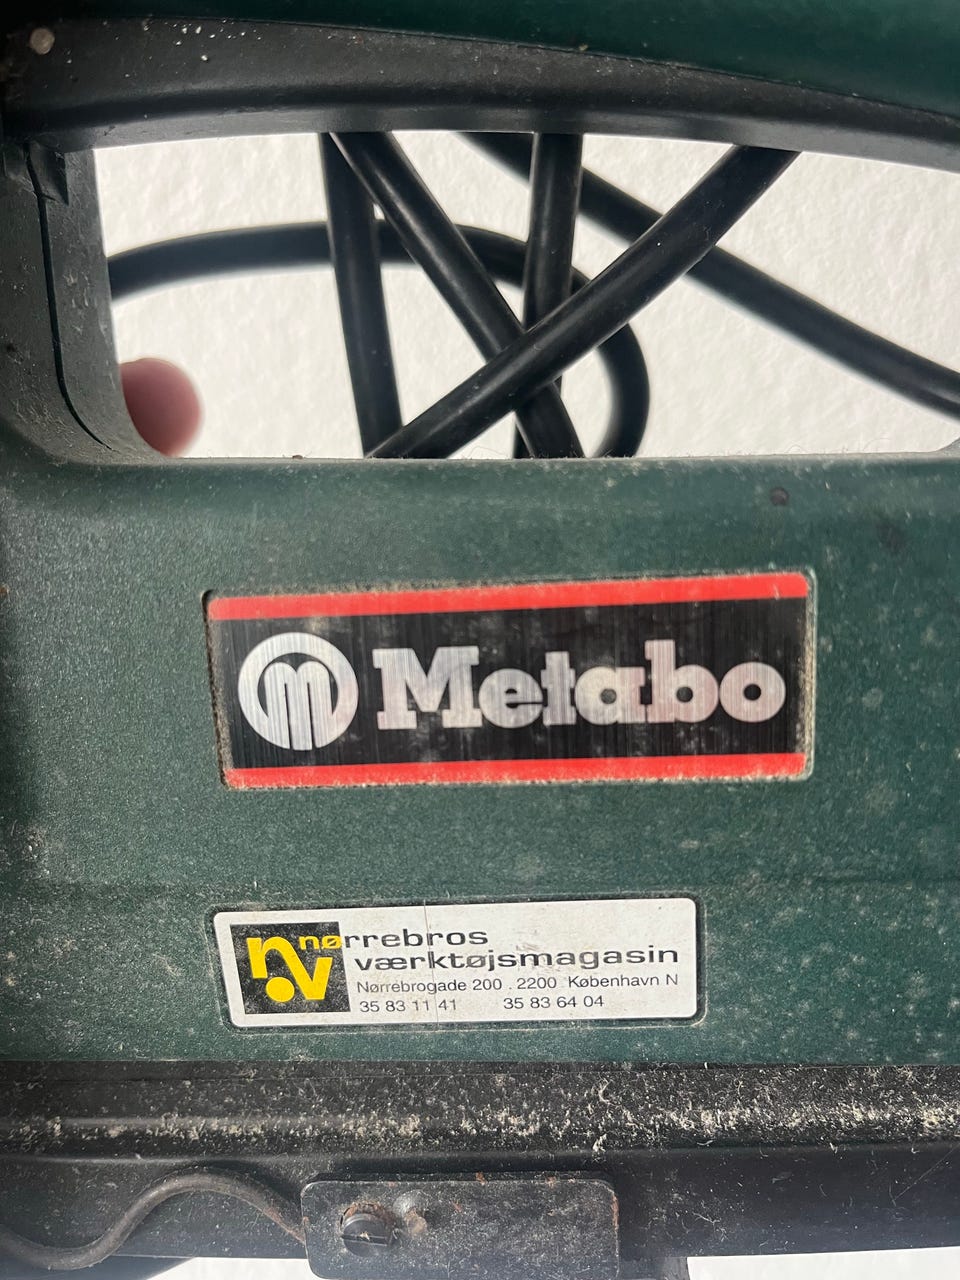 Metabo
nørrebros
værktøjsmagasin
Nørrebrogade 200 . 2200 København N
35 83 11 41 35 83 64 04